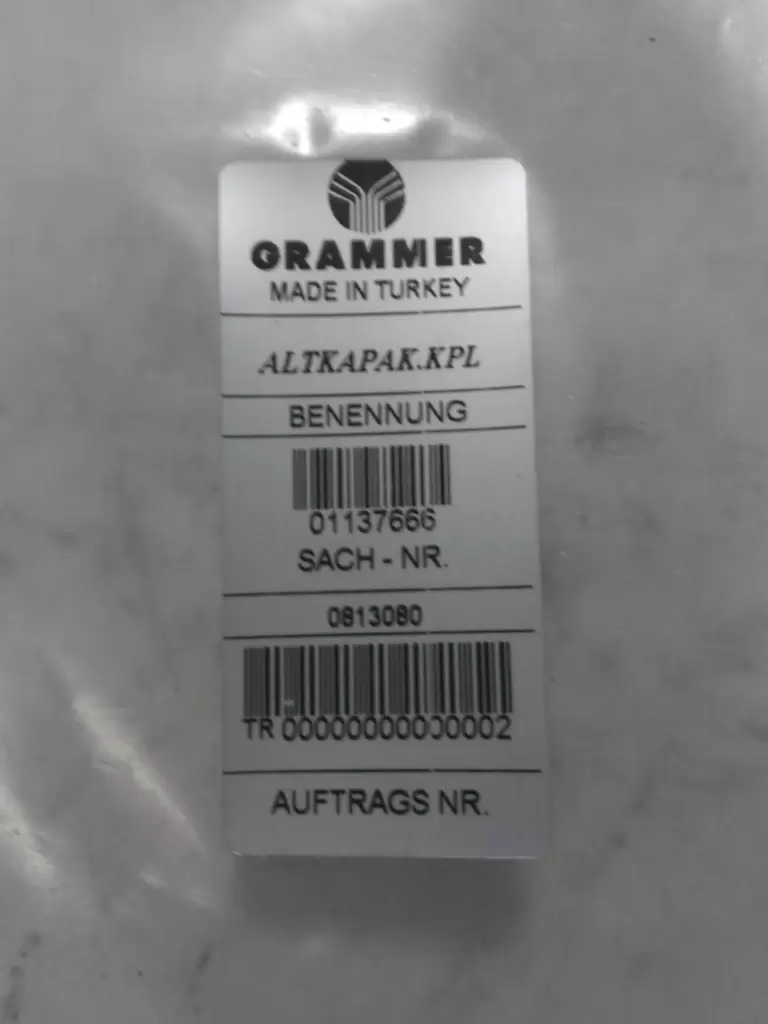 GRAMMER
MADE IN TURKEY
ALTKAPAK.KPL
BENENNUNG
01137666
SACH - NR.
0813080
TR 00000000000002
AUFTRAGS NR.